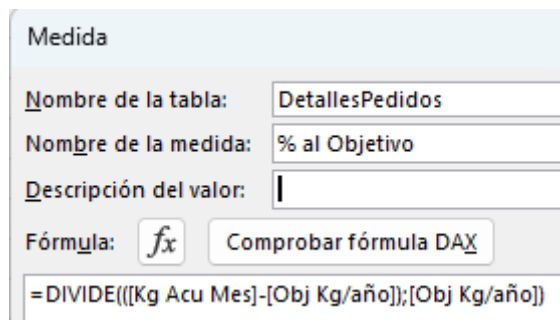 Medida
Nombre de la tabla: DetallesPedidos
Nombre de la medida: % al Objetivo
Descripción del valor:
Fórmula: fx Comprobar fórmula DAX
=DIVIDE(([Kg Acu Mes]-[Obj Kg/año]);[Obj Kg/año])